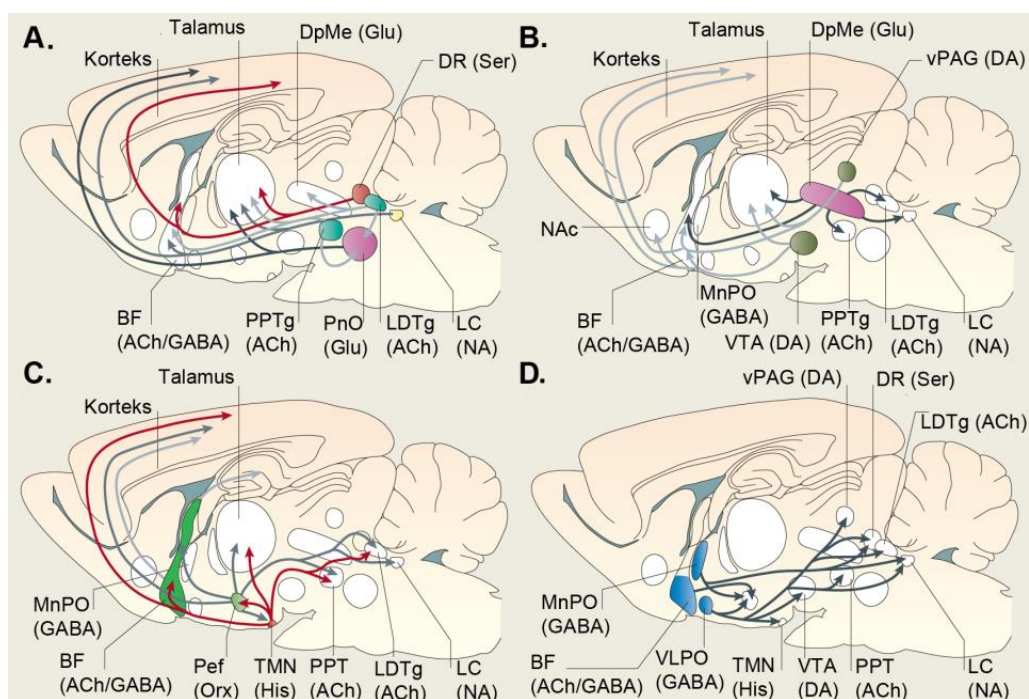 A.
Talamus
DpMe (Glu)
Korteks
DR (Ser)
BF
(ACh/GABA)
PPTg
(ACh)
PnO
(Glu)
LDTg
(ACh)
LC
(NA)
B.
Talamus
DpMe (Glu)
Korteks
vPAG (DA)
NAc
BF
(ACh/GABA)
MnPO
(GABA)
VTA (DA)
PPTg
(ACh)
LDTg
(ACh)
LC
(NA)
C.
Talamus
Korteks
MnPO
(GABA)
BF
(ACh/GABA)
Pef
(Orx)
TMN
(His)
PPT
(ACh)
LDTg
(ACh)
LC
(NA)
D.
vPAG (DA)
DR (Ser)
LDTg (ACh)
MnPO
(GABA)
BF
(ACh/GABA)
VLPO
(GABA)
TMN
(His)
VTA
(DA)
PPT
(ACh)
LC
(NA)